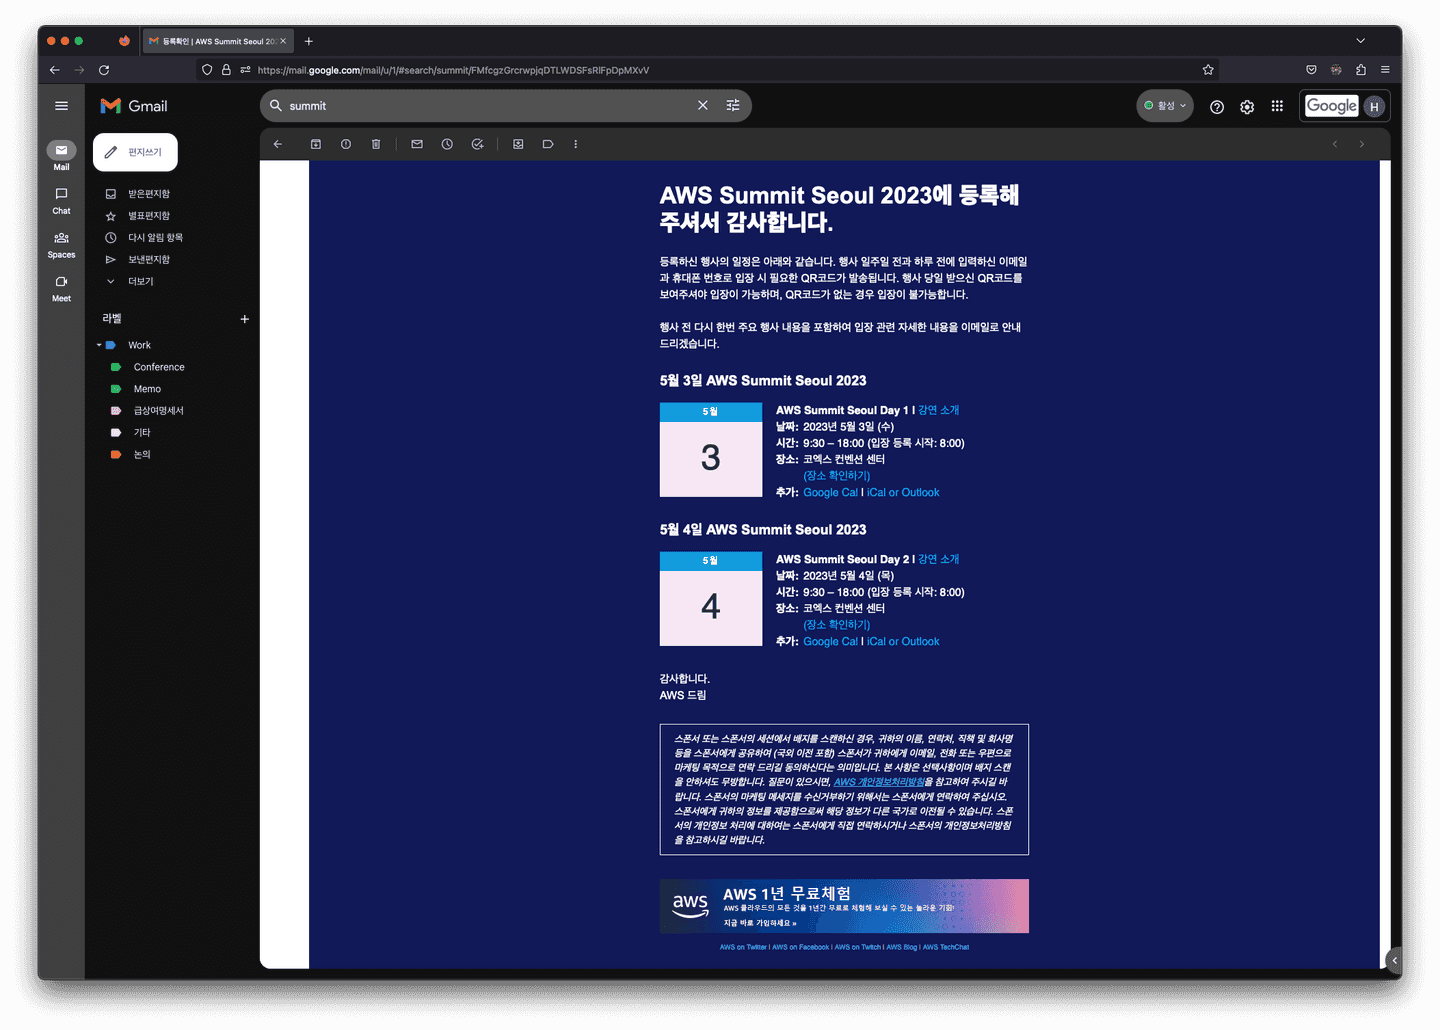 등록확인 | AWS Summit Seoul 202
https://mail.google.com/mail/u/1/#search/summit/FMfcgzGrcrwpjqDTLWDSFsRlFpDpMXvV
Gmail
summit
활성
Google
H
Mail
Chat
Spaces
Meet
편지쓰기
받은편지함
별표편지함
다시 알림 항목
보낸편지함
더보기
라벨
Work
Conference
Memo
급상여명세서
기타
논의
AWS Summit Seoul 2023에 등록해
주셔서 감사합니다.
등록하신 행사의 일정은 아래와 같습니다. 행사 일주일 전과 하루 전에 입력하신 이메일
과 휴대폰 번호로 입장 시 필요한 QR코드가 발송됩니다. 행사 당일 받으신 QR코드를
보여주셔야 입장이 가능하며, QR코드가 없는 경우 입장이 불가능합니다.
행사 전 다시 한번 주요 행사 내용을 포함하여 입장 관련 자세한 내용을 이메일로 안내
드리겠습니다.
5월 3일 AWS Summit Seoul 2023
5월
3
AWS Summit Seoul Day 1 I 강연 소개
날짜: 2023년 5월 3일 (수)
시간: 9:30 – 18:00 (입장 등록 시작: 8:00)
장소: 코엑스 컨벤션 센터
(장소 확인하기)
추가: Google Cal I iCal or Outlook
5월 4일 AWS Summit Seoul 2023
5월
4
AWS Summit Seoul Day 2 I 강연 소개
날짜: 2023년 5월 4일 (목)
시간: 9:30 – 18:00 (입장 등록 시작: 8:00)
장소: 코엑스 컨벤션 센터
(장소 확인하기)
추가: Google Cal I iCal or Outlook
감사합니다.
AWS 드림
스폰서 또는 스폰서의 세션에서 배지를 스캔하신 경우, 귀하의 이름, 연락처, 직책 및 회사명
등을 스폰서에게 공유하여 (국외 이전 포함) 스폰서가 귀하에게 이메일, 전화 또는 우편으로
마케팅 목적으로 연락 드리길 동의하신다는 의미입니다. 본 사항은 선택사항이며 배지 스캔
을 안하셔도 무방합니다. 질문이 있으시면, AWS 개인정보처리방침을 참고하여 주시길 바
랍니다. 스폰서의 마케팅 메세지를 수신거부하기 위해서는 스폰서에게 연락하여 주십시오.
스폰서에게 귀하의 정보를 제공함으로써 해당 정보가 다른 국가로 이전될 수 있습니다. 스폰
서의 개인정보 처리에 대하여는 스폰서에게 직접 연락하시거나 스폰서의 개인정보처리방침
을 참고하시길 바랍니다.
aws
AWS 1년 무료체험
AWS 클라우드의 모든 것을 1년간 무료로 체험해 보실 수 있는 놀라운 기회!
지금 바로 가입하세요 »
AWS on Twitter I AWS on Facebook I AWS on Twitch I AWS Blog I AWS TechChat